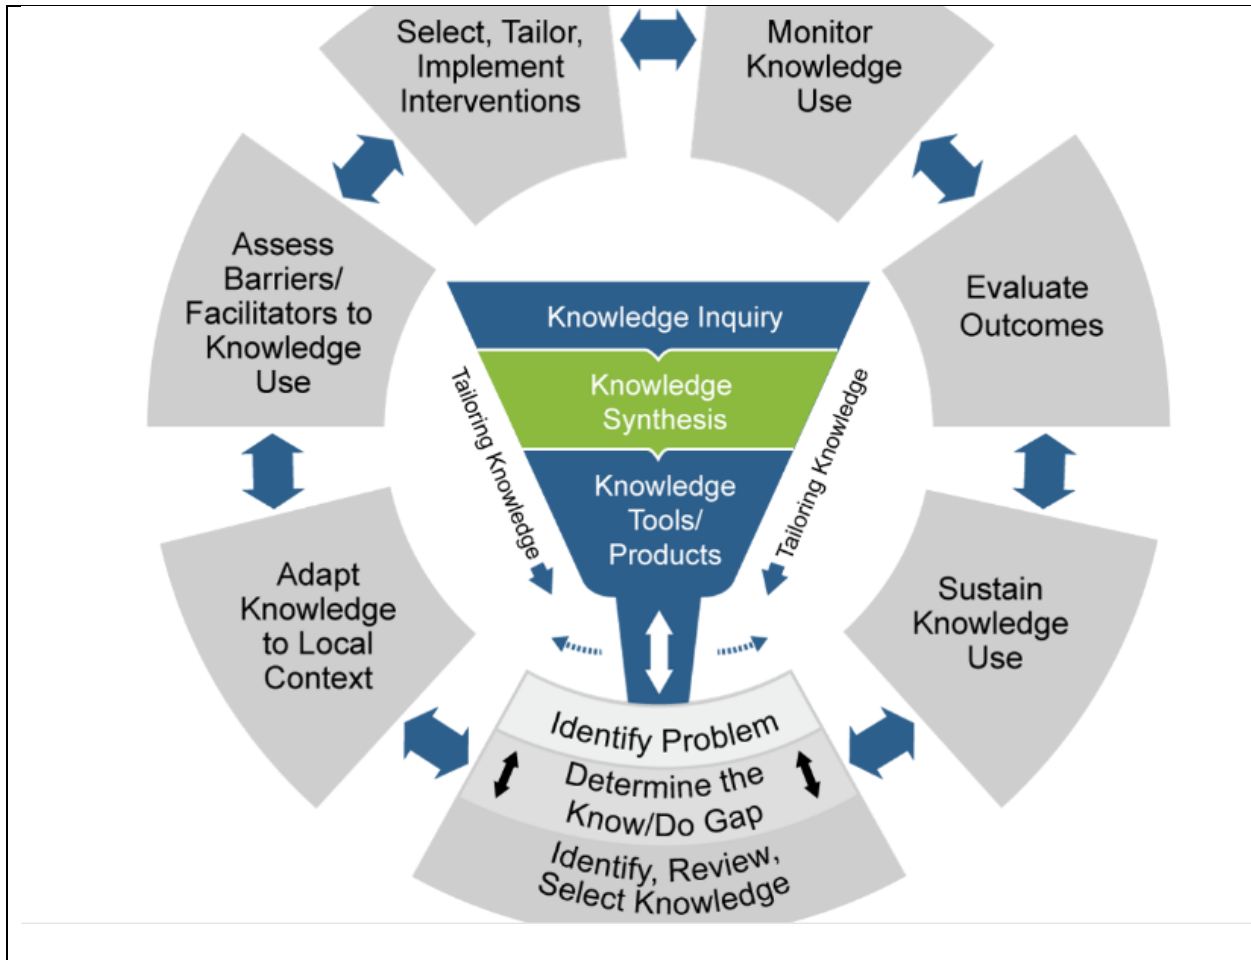 Select, Tailor,
Implement
Interventions
Monitor
Knowledge
Use
Assess
Barriers/
Facilitators to
Knowledge
Use
Evaluate
Outcomes
Knowledge Inquiry
Knowledge
Synthesis
Knowledge
Tools/
Products
Tailoring Knowledge
Tailoring Knowledge
Adapt
Knowledge
to Local
Context
Sustain
Knowledge
Use
Identify Problem
Determine the
Know/Do Gap
Identify, Review,
Select Knowledge